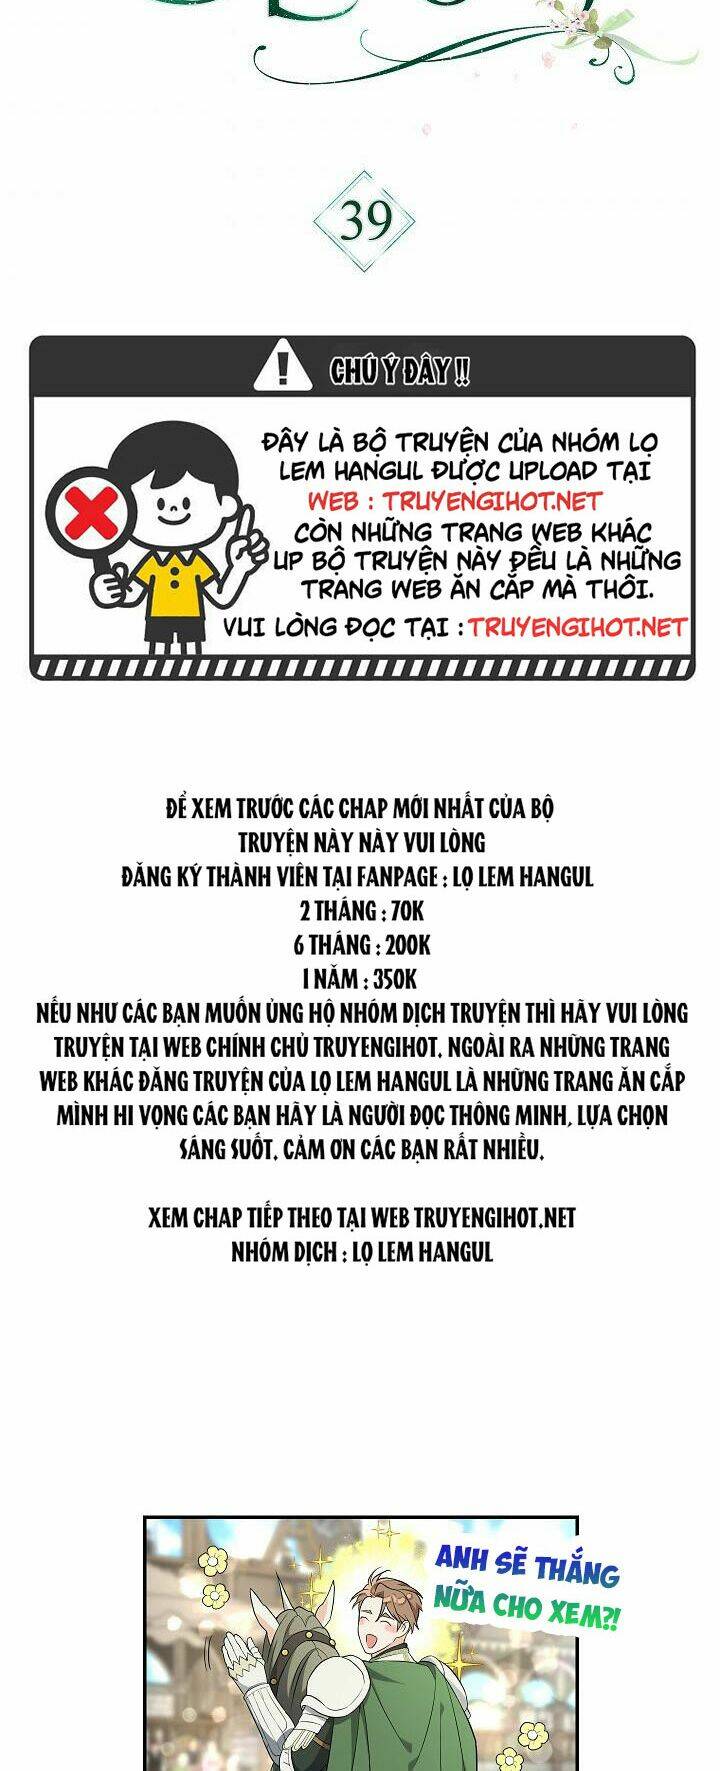 39
CHÚ Ý ĐÂY !!
ĐÂY LÀ BỘ TRUYỆN CỦA NHÓM LỌ
LEM HANGUL ĐƯỢC UPLOAD TẠI
WEB : TRUYENGIHOT.NET
CÒN NHỮNG TRANG WEB KHÁC
UP BỘ TRUYỆN NÀY ĐỀU LÀ NHỮNG
TRANG WEB ĂN CẮP MÀ THÔI.
VUI LÒNG ĐỌC TẠI : TRUYENGIHOT.NET
ĐỂ XEM TRƯỚC CÁC CHAP MỚI NHẤT CỦA BỘ
TRUYỆN NÀY NÀY VUI LÒNG
ĐĂNG KÝ THÀNH VIÊN TẠI FANPAGE : LỌ LEM HANGUL
2 THÁNG : 70K
6 THÁNG : 200K
1 NĂM : 350K
NẾU NHƯ CÁC BẠN MUỐN ỦNG HỘ NHÓM DỊCH TRUYỆN THÌ HÃY VUI LÒNG
TRUYỆN TẠI WEB CHÍNH CHỦ TRUYENGIHOT. NGOÀI RA NHỮNG TRANG
WEB KHÁC ĐĂNG TRUYỆN CỦA LỌ LEM HANGUL LÀ NHỮNG TRANG ĂN CẮP
MÌNH HI VỌNG CÁC BẠN HÃY LÀ NGƯỜI ĐỌC THÔNG MINH, LỰA CHỌN
SÁNG SUỐT. CẢM ƠN CÁC BẠN RẤT NHIỀU.
XEM CHAP TIẾP THEO TẠI WEB TRUYENGIHOT.NET
NHÓM DỊCH : LỌ LEM HANGUL
ANH SẼ THẮNG
NỮA CHO XEM?!